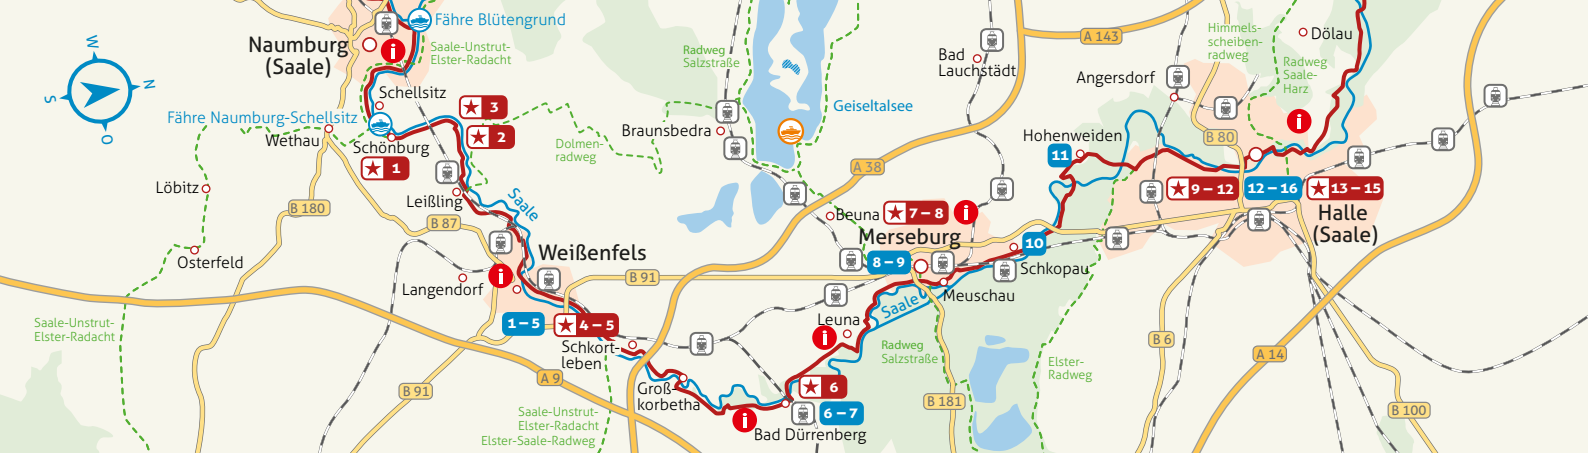 Fähre Blütengrund
Naumburg
(Saale)
i
Saale-Unstrut-
Elster-Radacht
W
N
S
O
Schellsitz
Fähre Naumburg-Schellsitz
Wethau
Schönburg
★ 1
★ 3
★ 2
Dolmen-
radweg
Löbitz
Leißling
Saale
B 180
B 87
Osterfeld
Weißenfels
i
Langendorf
1 – 5
★ 4 – 5
B 91
Saale-Unstrut-
Elster-Radacht
B 91
A 9
Schkort-
leben
Groß-
korbetha
Saale-Unstrut-
Elster-Radacht
Elster-Saale-Radweg
i
Bad Dürrenberg
★ 6
6 – 7
Radweg
Salzstraße
Braunsbedra
Geiseltalsee
A 38
Beuna
★ 7 – 8
i
Merseburg
8 – 9
Meuschau
Saale
Leuna
i
Radweg
Salzstraße
B 181
10
Schkopau
Elster-
Radweg
Bad
Lauchstädt
A 143
Angersdorf
Hohenweiden
11
Himmels-
scheiben-
radweg
Dölau
Radweg
Saale-
Harz
i
B 80
★ 9 – 12
12 – 16
★ 13 – 15
Halle
(Saale)
B 6
A 14
B 100